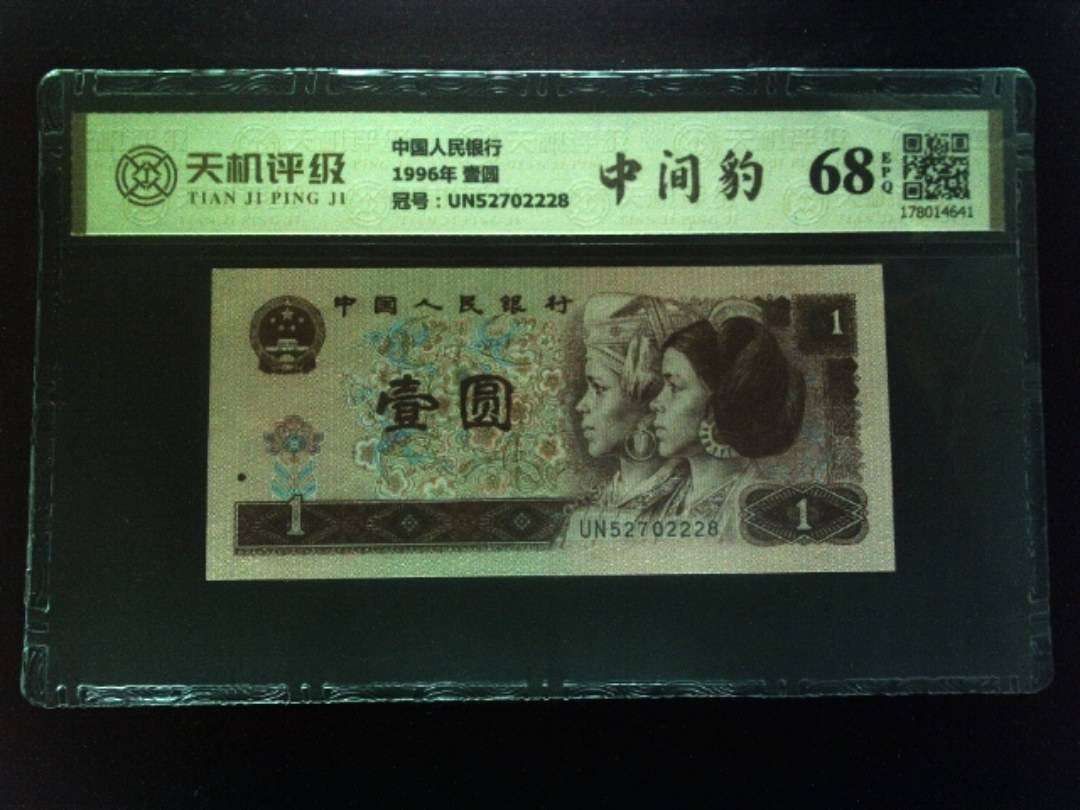 天机评级
TIAN JI PING JI
中国人民银行
1996年 壹圆
冠号：UN52702228
中间豹
68
EPQ
178014641
中国人民银行
1
壹圆
1
UN52702228
1